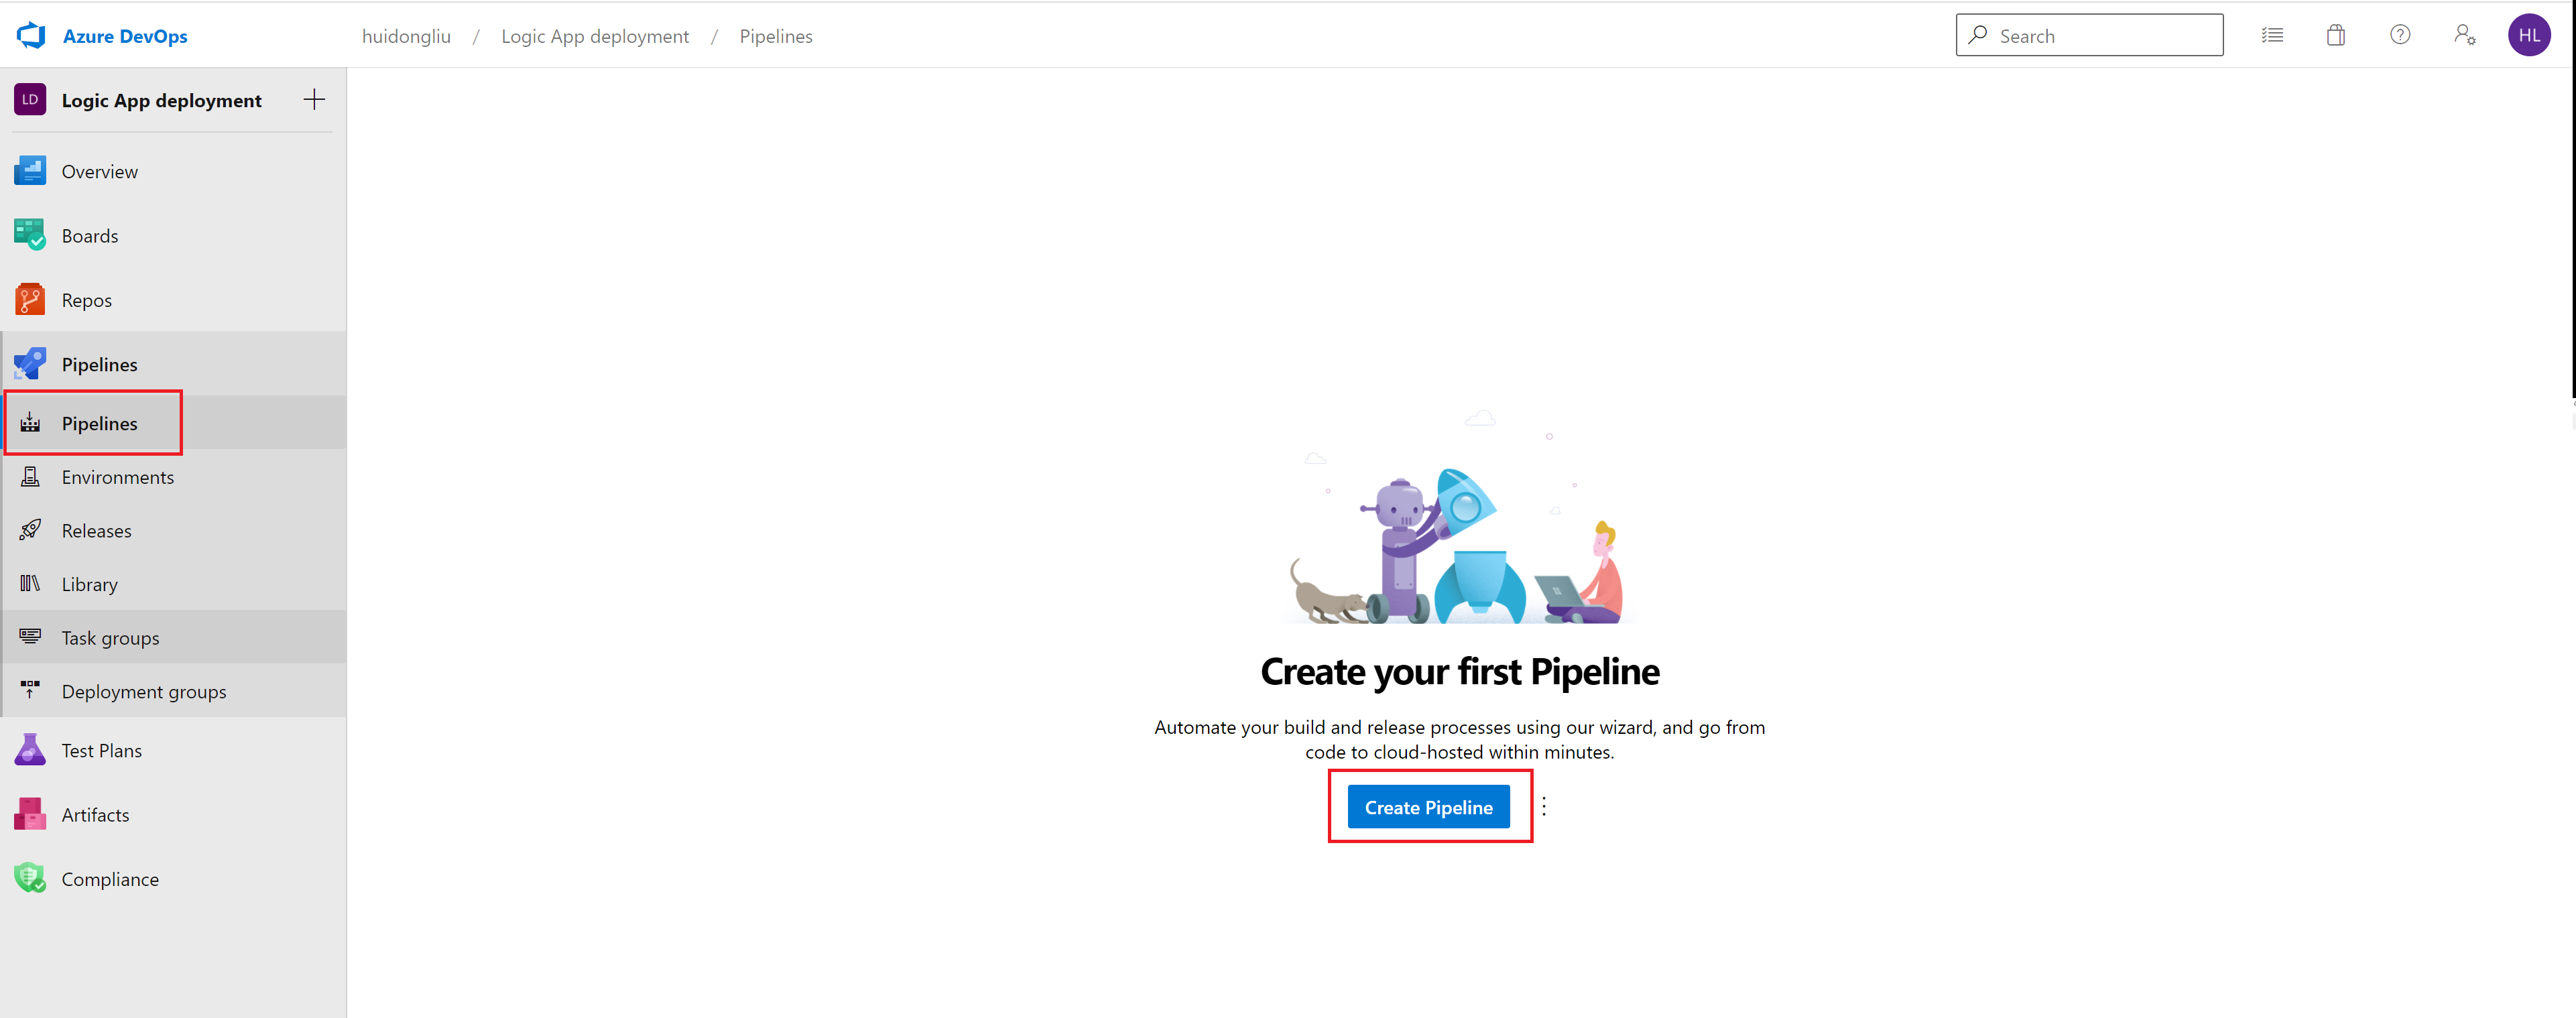 Azure DevOps
huidongliu / Logic App deployment / Pipelines
Search
HL
LD Logic App deployment
Overview
Boards
Repos
Pipelines
Pipelines
Environments
Releases
Library
Task groups
Deployment groups
Test Plans
Artifacts
Compliance
Create your first Pipeline
Automate your build and release processes using our wizard, and go from
code to cloud-hosted within minutes.
Create Pipeline